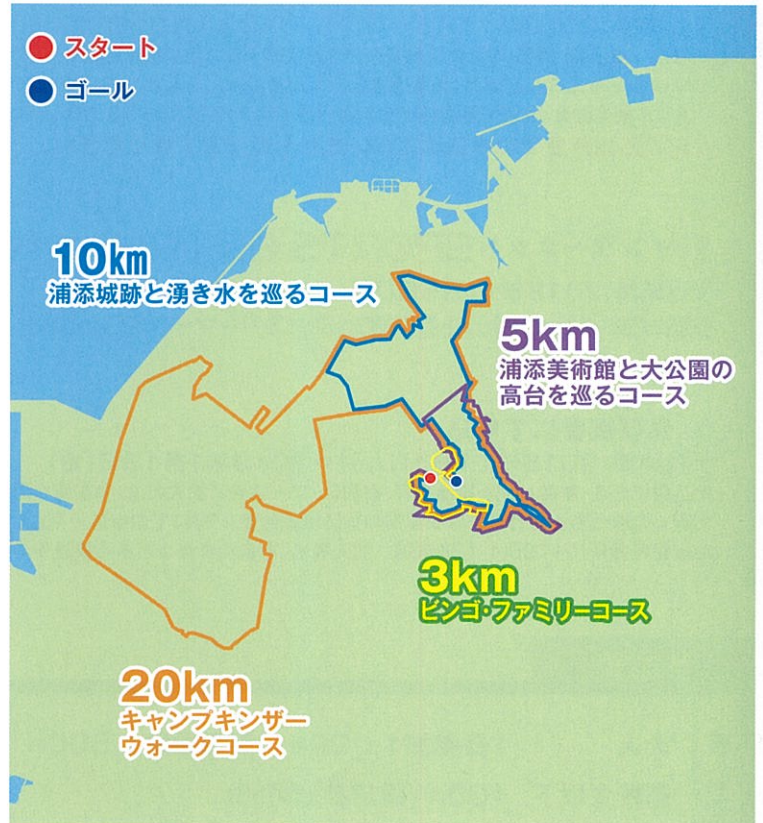 スタート
ゴール
10km
浦添城跡と湧き水を巡るコース
5km
浦添美術館と大公園の
高台を巡るコース
3km
ビンゴ・ファミリーコース
20km
キャンプキンザー
ウォークコース